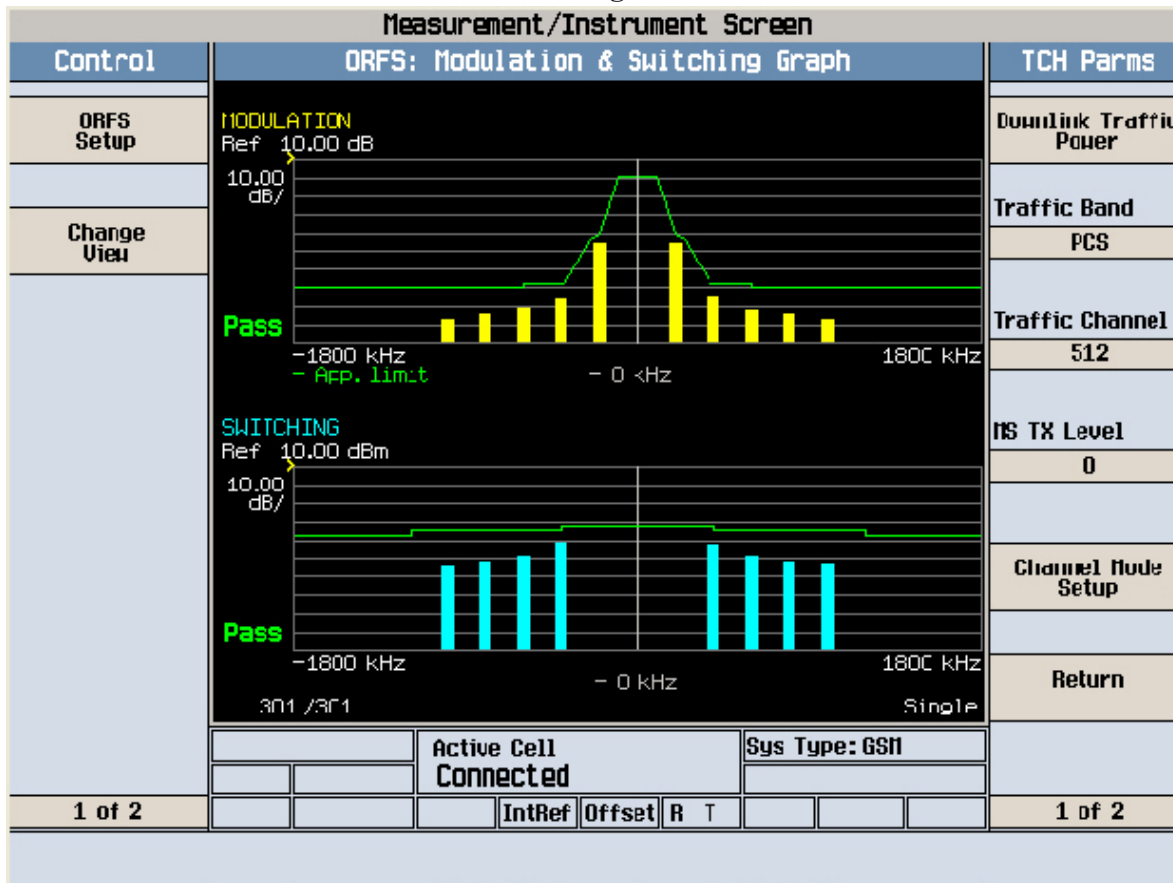 Measurement/Instrument Screen
Control
ORFS: Modulation & Switching Graph
TCH Parms
ORFS
Setup
Change
View
1 of 2
MODULATION
Ref 10.00 dB
10.00
dB/
Pass
-1800 kHz
1800 kHz
- App. limit
- 0 kHz
SWITCHING
Ref 10.00 dBm
10.00
dB/
Pass
-1800 kHz
1800 kHz
- 0 kHz
301 /301
Single
Active Cell
Connected
Sys Type: GSM
IntRef
Offset
R T
Downlink Traffic
Power
Traffic Band
PCS
Traffic Channel
512
MS TX Level
0
Channel Mode
Setup
Return
1 of 2